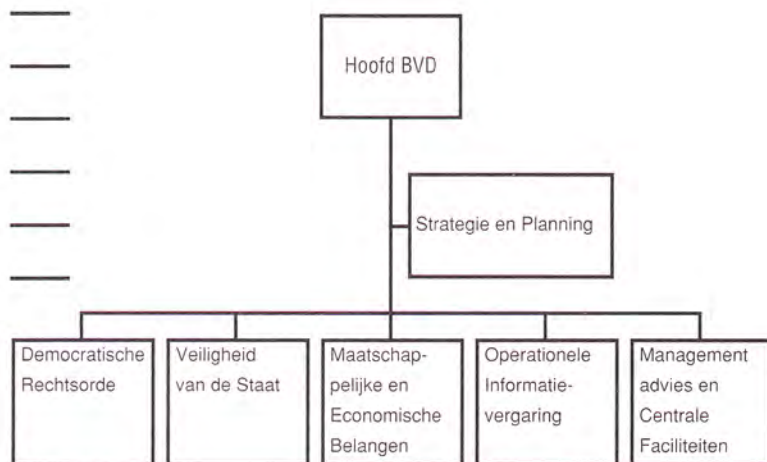 Hoofd BVD
Strategie en Planning
Democratische
Rechtsorde
Veiligheid
van de Staat
Maatschap-
pelijke en
Economische
Belangen
Operationele
Informatie-
vergaring
Management
advies en
Centrale
Faciliteiten